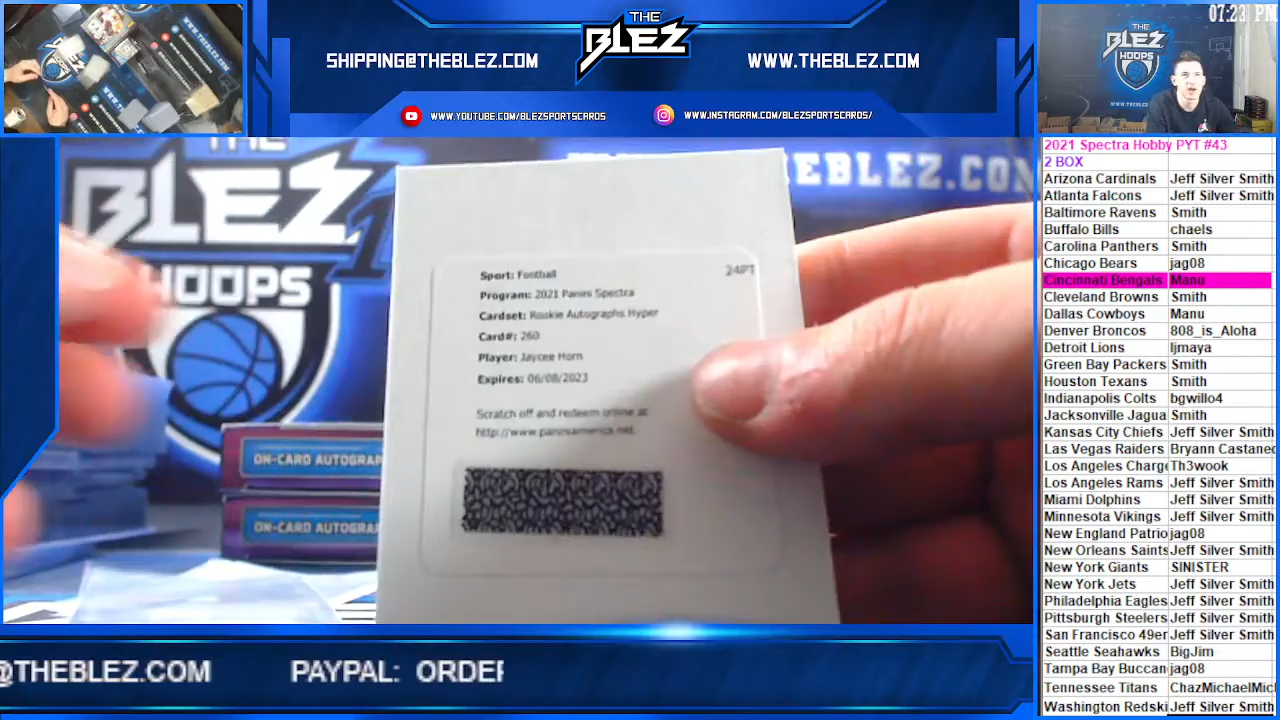 SHIPPING@THEBLEZ.COM
THE
BLEZ
WWW.THEBLEZ.COM
WWW.YOUTUBE.COM/BLEZSPORTSCARDS
WWW.INSTAGRAM.COM/BLEZSPORTSCARDS/
07:23 PM
THE
BLEZ
HOOPS
THE
BLEZ
HOOPS
THEBLEZ.CO
Sport: Football
24PT
Program: 2021 Panini Spectra
Cardset: Rookie Autographs Hyper
Card#: 260
Player: Jaycee Horn
Expires: 06/08/2023
Scratch off and redeem online at
http://www.paniniamerica.net.
ON-CARD AUTOGRAP
ON-CARD AUTOGRA
2021 Spectra Hobby PYT #43
2 BOX
Arizona Cardinals Jeff Silver Smith
Atlanta Falcons Jeff Silver Smith
Baltimore Ravens Smith
Buffalo Bills chaels
Carolina Panthers Smith
Chicago Bears jag08
Cincinnati Bengals Manu
Cleveland Browns Smith
Dallas Cowboys Manu
Denver Broncos 808_is_Aloha
Detroit Lions ljmaya
Green Bay Packers Smith
Houston Texans Smith
Indianapolis Colts bgwillo4
Jacksonville Jagua Smith
Kansas City Chiefs Jeff Silver Smith
Las Vegas Raiders Bryann Castaned
Los Angeles Charge Th3wook
Los Angeles Rams Jeff Silver Smith
Miami Dolphins Jeff Silver Smith
Minnesota Vikings Jeff Silver Smith
New England Patrio jag08
New Orleans Saints Jeff Silver Smith
New York Giants SINISTER
New York Jets Jeff Silver Smith
Philadelphia Eagles Jeff Silver Smith
Pittsburgh Steelers Jeff Silver Smith
San Francisco 49er Jeff Silver Smith
Seattle Seahawks BigJim
Tampa Bay Buccan jag08
Tennessee Titans ChazMichaelMich
Washington Redski Jeff Silver Smith
@THEBLEZ.COM PAYPAL: ORDER